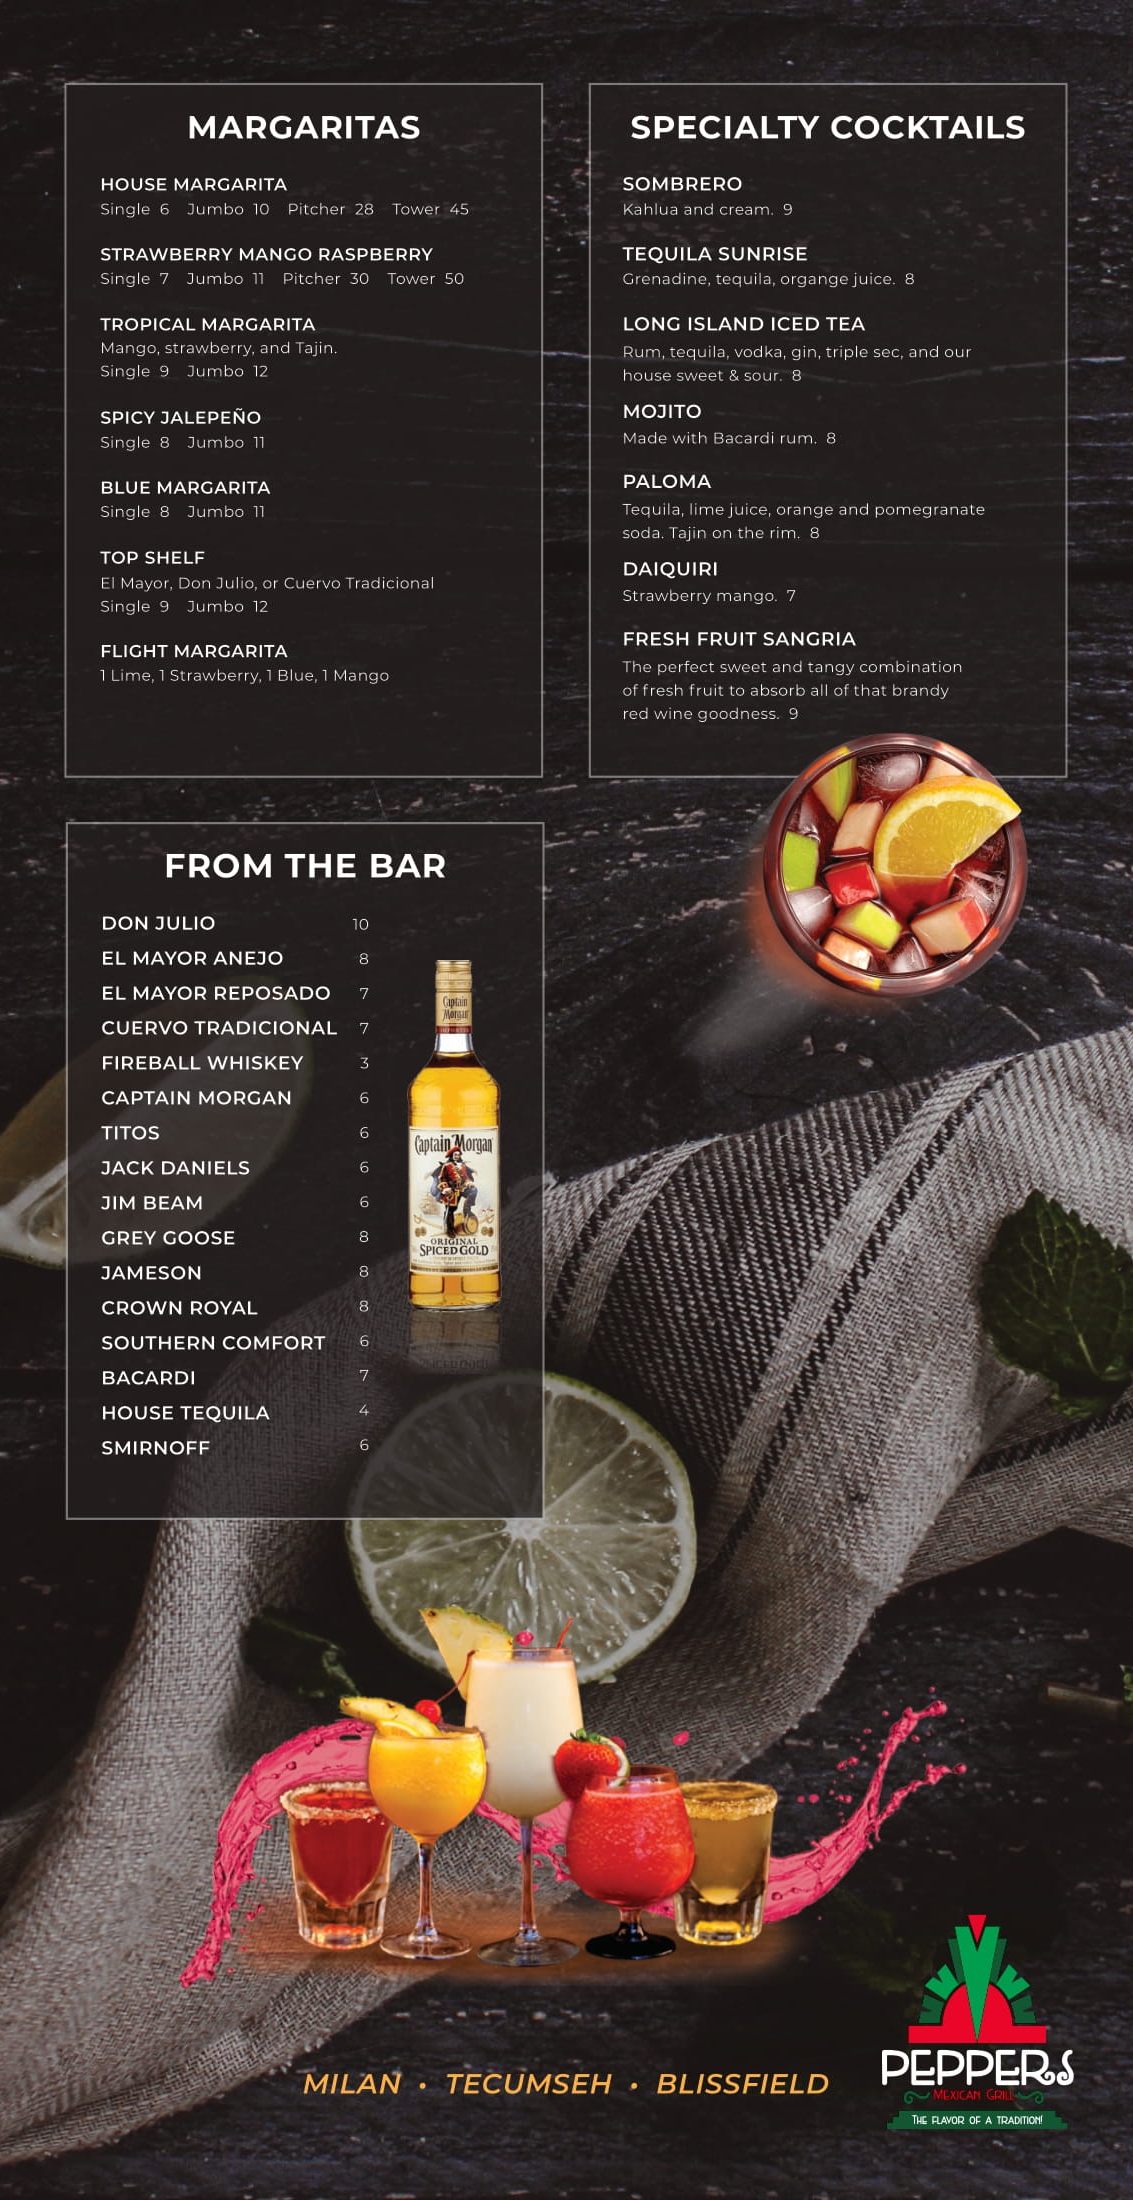 MARGARITAS
HOUSE MARGARITA
Single 6 Jumbo 10 Pitcher 28 Tower 45
STRAWBERRY MANGO RASPBERRY
Single 7 Jumbo 11 Pitcher 30 Tower 50
TROPICAL MARGARITA
Mango, strawberry, and Tajin.
Single 9 Jumbo 12
SPICY JALEPEÑO
Single 8 Jumbo 11
BLUE MARGARITA
Single 8 Jumbo 11
TOP SHELF
El Mayor, Don Julio, or Cuervo Tradicional
Single 9 Jumbo 12
FLIGHT MARGARITA
1 Lime, 1 Strawberry, 1 Blue, 1 Mango
SPECIALTY COCKTAILS
SOMBRERO
Kahlua and cream. 9
TEQUILA SUNRISE
Grenadine, tequila, organge juice. 8
LONG ISLAND ICED TEA
Rum, tequila, vodka, gin, triple sec, and our
house sweet & sour. 8
MOJITO
Made with Bacardi rum. 8
PALOMA
Tequila, lime juice, orange and pomegranate
soda. Tajin on the rim. 8
DAIQUIRI
Strawberry mango. 7
FRESH FRUIT SANGRIA
The perfect sweet and tangy combination
of fresh fruit to absorb all of that brandy
red wine goodness. 9
FROM THE BAR
DON JULIO 10
EL MAYOR ANEJO 8
EL MAYOR REPOSADO 7
CUERVO TRADICIONAL 7
FIREBALL WHISKEY 3
CAPTAIN MORGAN 6
TITOS 6
JACK DANIELS 6
JIM BEAM 6
GREY GOOSE 8
JAMESON 8
CROWN ROYAL 8
SOUTHERN COMFORT 6
BACARDI 7
HOUSE TEQUILA 4
SMIRNOFF 6
Captain
Morgan
Captain Morgan
ORIGINAL
SPICED GOLD
MILAN • TECUMSEH • BLISSFIELD
PEPPERS
MEXICAN GRILL
THE FLAVOR OF A TRADITION!